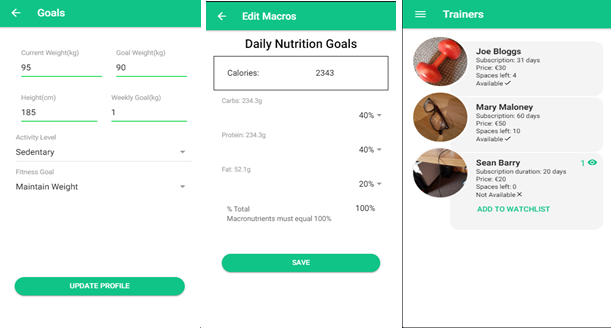 Goals
Current Weight(kg) Goal Weight(kg)
95 90
Height(cm) Weekly Goal(kg)
185 1
Activity Level
Sedentary
Fitness Goal
Maintain Weight
UPDATE PROFILE
Edit Macros
Daily Nutrition Goals
Calories: 2343
Carbs: 234.3g
40%
Protein: 234.3g
40%
Fat: 52.1g
20%
% Total 100%
Macronutrients must equal 100%
SAVE
Trainers
Joe Bloggs
Subscription: 31 days
Price: €30
Spaces left: 4
Available ✓
Mary Maloney
Subscription: 60 days
Price: €50
Spaces left: 10
Available ✓
Sean Barry 1
Subscription duration: 20 days
Price: €20
Spaces left: 0
Not Available ✕
ADD TO WATCHLIST